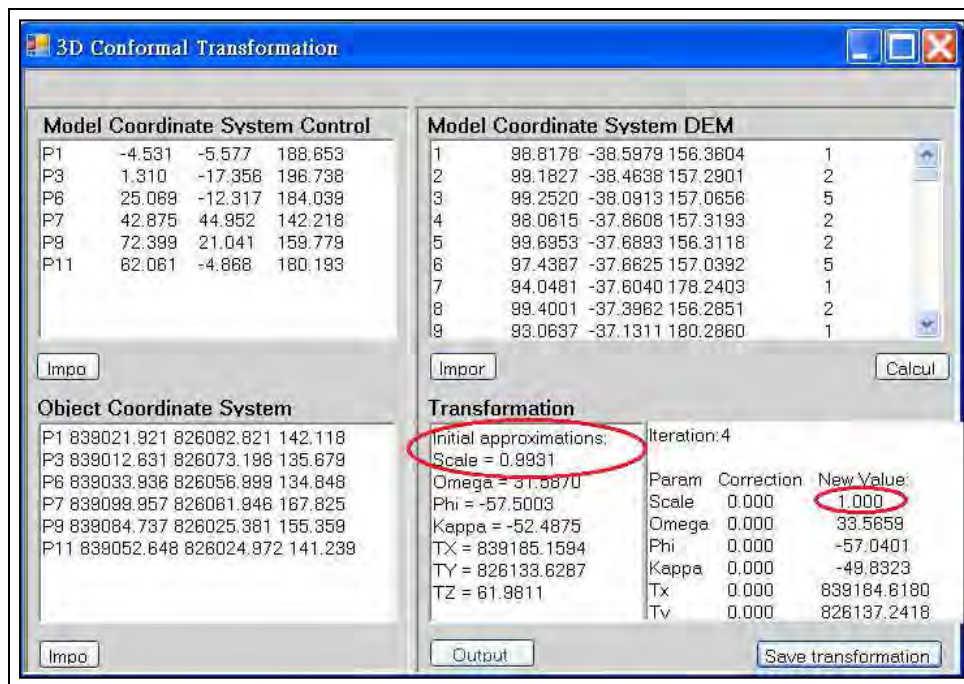 3D Conformal Transformation
Model Coordinate System Control
P1 -4.531 -5.577 188.653
P3 1.310 -17.356 196.738
P6 25.069 -12.317 184.039
P7 42.875 44.952 142.218
P9 72.399 21.041 159.779
P11 62.061 -4.868 180.193
Impo
Model Coordinate System DEM
1 98.8178 -38.5979 156.3604 1
2 99.1827 -38.4638 157.2901 2
3 99.2520 -38.0913 157.0656 5
4 98.0615 -37.8608 157.3193 2
5 99.6953 -37.6893 156.3118 2
6 97.4387 -37.6625 157.0392 5
7 94.0481 -37.6040 178.2403 1
8 99.4001 -37.3962 156.2851 2
9 93.0637 -37.1311 180.2860 1
Impor
Calcul
Object Coordinate System
P1 839021.921 826082.821 142.118
P3 839012.631 826073.198 135.679
P6 839033.936 826056.999 134.848
P7 839099.957 826061.946 167.825
P9 839084.737 826025.381 155.359
P11 839052.648 826024.972 141.239
Impo
Transformation
Initial approximations:
Scale = 0.9931
Omega = 31.5870
Phi = -57.5003
Kappa = -52.4875
TX = 839185.1594
TY = 826133.6287
TZ = 61.9811
Iteration:4
Param Correction New Value:
Scale 0.000 1.000
Omega 0.000 33.5659
Phi 0.000 -57.0401
Kappa 0.000 -49.8323
Tx 0.000 839184.6180
Ty 0.000 826137.2418
Output
Save transformation